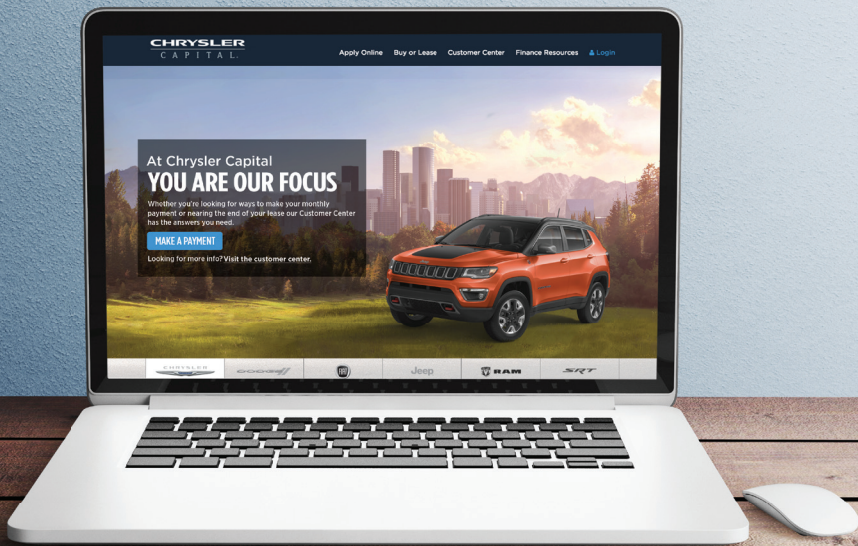 CHRYSLER
CAPITAL
Apply Online Buy or Lease Customer Center Finance Resources Login
At Chrysler Capital
YOU ARE OUR FOCUS
Whether you're looking for ways to make your monthly
payment or nearing the end of your lease our Customer Center
has the answers you need.
MAKE A PAYMENT
Looking for more info? Visit the customer center.
CHRYSLER DODGE FIAT Jeep RAM SRT